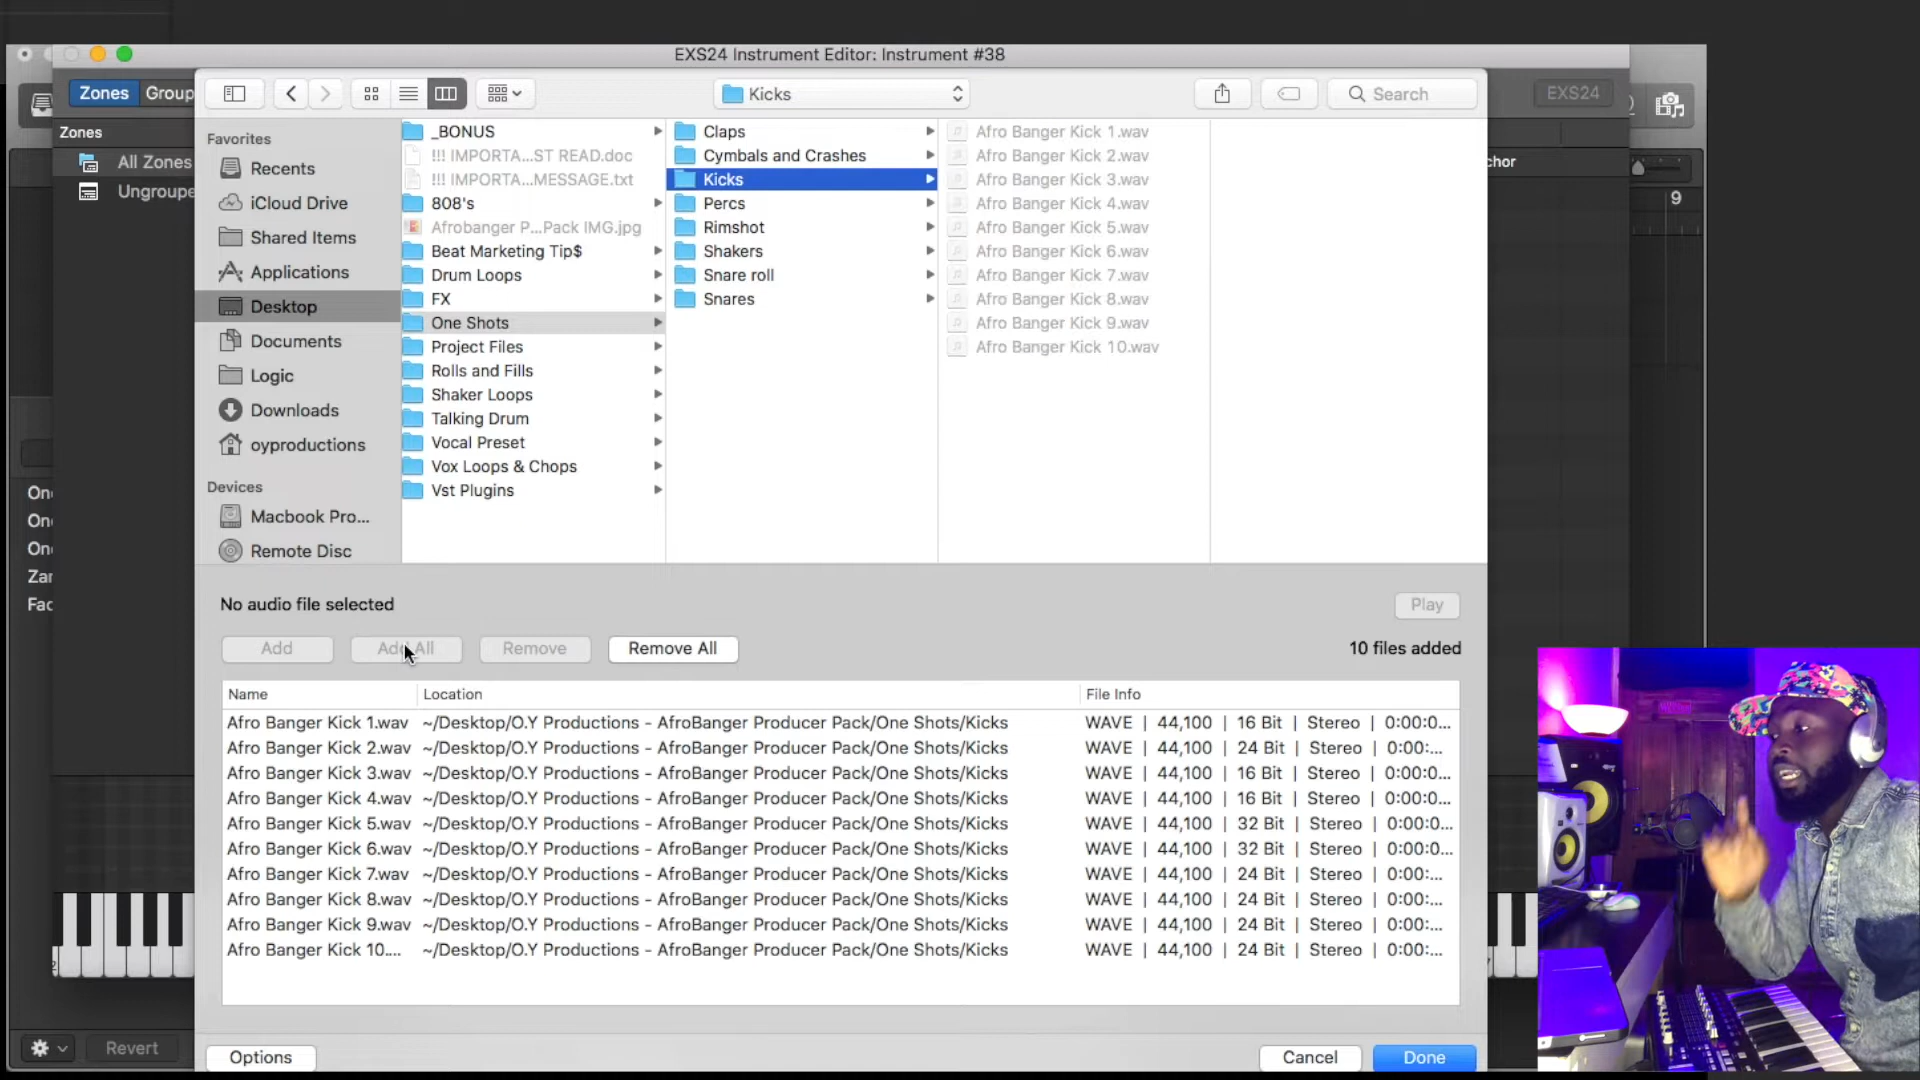 EXS24 Instrument Editor: Instrument #38
Zones
Group
Kicks
Search
EXS24
Zones
All Zones
Ungroupe
Favorites
Recents
iCloud Drive
Shared Items
Applications
Desktop
Documents
Logic
Downloads
oyproductions
Devices
Macbook Pro...
Remote Disc
_BONUS
!!! IMPORTA...ST READ.doc
!!! IMPORTA...MESSAGE.txt
808's
Afrobanger P...Pack IMG.jpg
Beat Marketing Tip$
Drum Loops
FX
One Shots
Project Files
Rolls and Fills
Shaker Loops
Talking Drum
Vocal Preset
Vox Loops & Chops
Vst Plugins
Claps
Cymbals and Crashes
Kicks
Percs
Rimshot
Shakers
Snare roll
Snares
Afro Banger Kick 1.wav
Afro Banger Kick 2.wav
Afro Banger Kick 3.wav
Afro Banger Kick 4.wav
Afro Banger Kick 5.wav
Afro Banger Kick 6.wav
Afro Banger Kick 7.wav
Afro Banger Kick 8.wav
Afro Banger Kick 9.wav
Afro Banger Kick 10.wav
chor
9
On
On
On
Zar
Fac
No audio file selected
Play
Add
Add All
Remove
Remove All
10 files added
Name Location File Info
Afro Banger Kick 1.wav ~/Desktop/O.Y Productions - AfroBanger Producer Pack/One Shots/Kicks WAVE | 44,100 | 16 Bit | Stereo | 0:00:0...
Afro Banger Kick 2.wav ~/Desktop/O.Y Productions - AfroBanger Producer Pack/One Shots/Kicks WAVE | 44,100 | 24 Bit | Stereo | 0:00:...
Afro Banger Kick 3.wav ~/Desktop/O.Y Productions - AfroBanger Producer Pack/One Shots/Kicks WAVE | 44,100 | 16 Bit | Stereo | 0:00:0...
Afro Banger Kick 4.wav ~/Desktop/O.Y Productions - AfroBanger Producer Pack/One Shots/Kicks WAVE | 44,100 | 16 Bit | Stereo | 0:00:0...
Afro Banger Kick 5.wav ~/Desktop/O.Y Productions - AfroBanger Producer Pack/One Shots/Kicks WAVE | 44,100 | 32 Bit | Stereo | 0:00:0...
Afro Banger Kick 6.wav ~/Desktop/O.Y Productions - AfroBanger Producer Pack/One Shots/Kicks WAVE | 44,100 | 32 Bit | Stereo | 0:00:0...
Afro Banger Kick 7.wav ~/Desktop/O.Y Productions - AfroBanger Producer Pack/One Shots/Kicks WAVE | 44,100 | 24 Bit | Stereo | 0:00:...
Afro Banger Kick 8.wav ~/Desktop/O.Y Productions - AfroBanger Producer Pack/One Shots/Kicks WAVE | 44,100 | 24 Bit | Stereo | 0:00:...
Afro Banger Kick 9.wav ~/Desktop/O.Y Productions - AfroBanger Producer Pack/One Shots/Kicks WAVE | 44,100 | 24 Bit | Stereo | 0:00:...
Afro Banger Kick 10.... ~/Desktop/O.Y Productions - AfroBanger Producer Pack/One Shots/Kicks WAVE | 44,100 | 24 Bit | Stereo | 0:00:...
Revert
Options
Cancel
Done